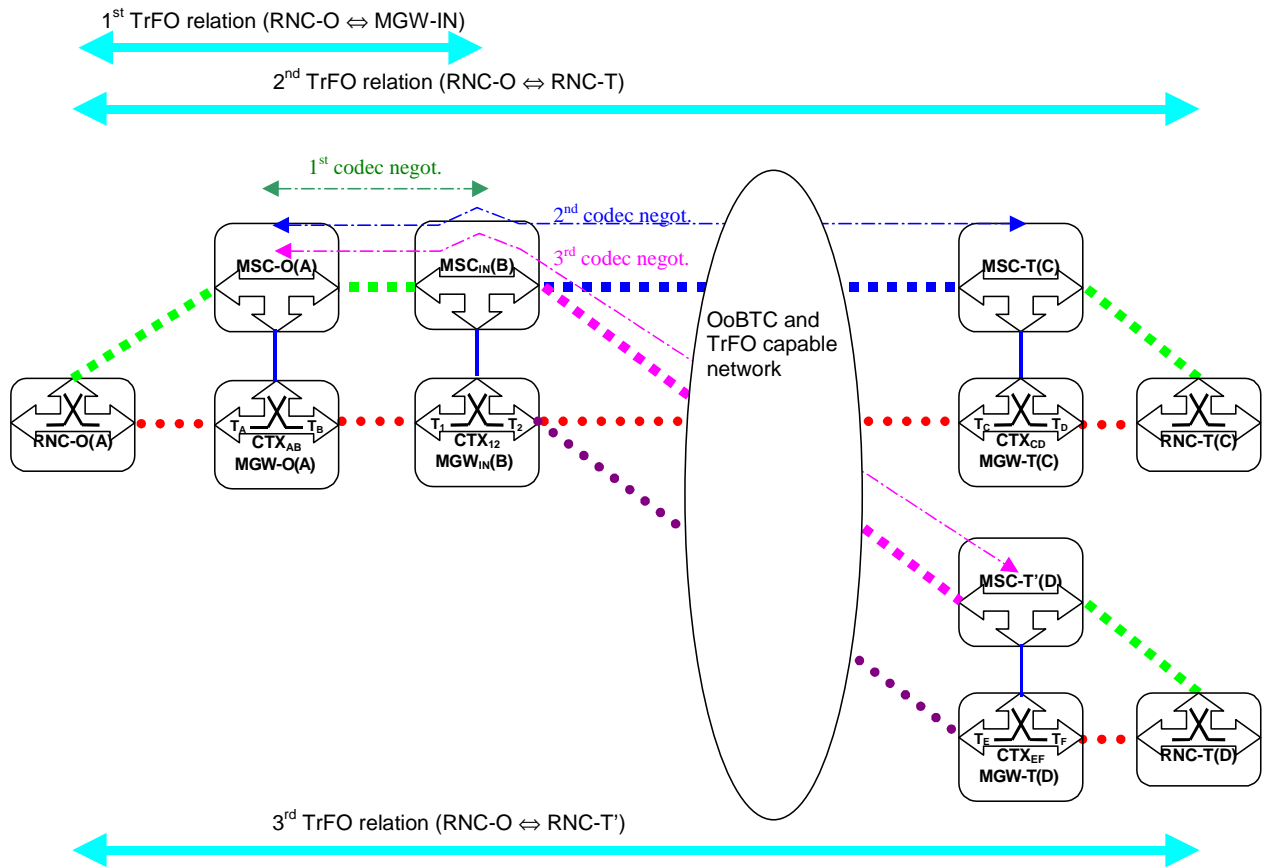 1st TrFO relation (RNC-O ⇔ MGW-IN)
2nd TrFO relation (RNC-O ⇔ RNC-T)
1st codec negot.
2nd codec negot.
3rd codec negot.
MSC-O(A)
MSCIN(B)
MSC-T(C)
OoBTC and
TrFO capable
network
RNC-O(A)
TA TB
CTXAB
MGW-O(A)
T1 T2
CTX12
MGWIN(B)
TC TD
CTXCD
MGW-T(C)
RNC-T(C)
MSC-T'(D)
TE TF
CTXEF
MGW-T(D)
RNC-T(D)
3rd TrFO relation (RNC-O ⇔ RNC-T')